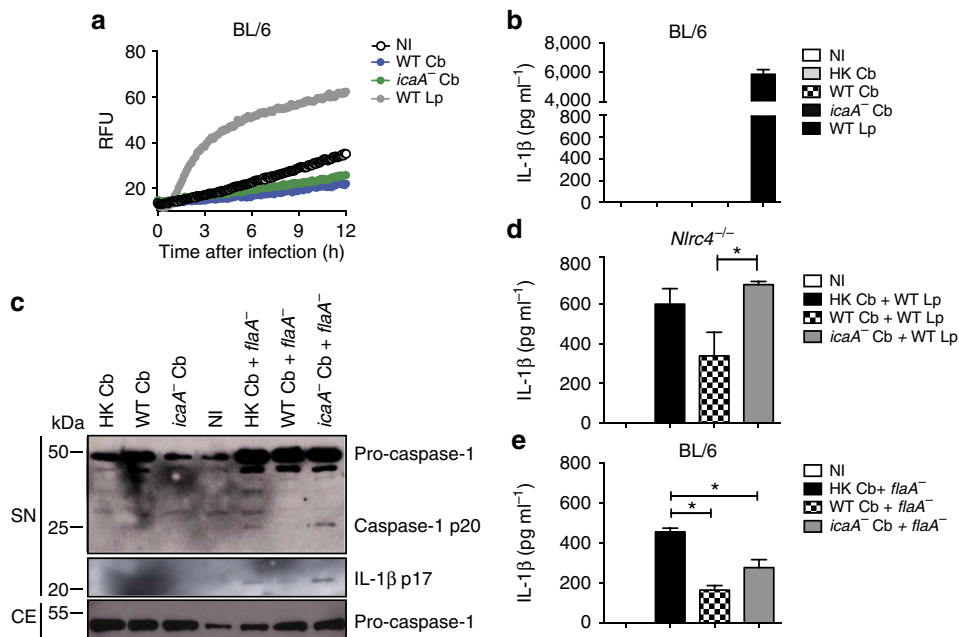 a
BL/6
80
60
40
20
RFU
0 3 6 9 12
Time after infection (h)
NI
WT Cb
icaA– Cb
WT Lp
b
BL/6
8,000
6,000
4,000
800
600
400
200
0
IL-1β (pg ml–1)
NI
HK Cb
WT Cb
icaA– Cb
WT Lp
c
kDa
HK Cb
WT Cb
icaA– Cb
NI
HK Cb + flaA–
WT Cb + flaA–
icaA– Cb + flaA–
SN
50
25
20
Pro-caspase-1
Caspase-1 p20
IL-1β p17
CE
55
Pro-caspase-1
d
Nlrc4–/–
*
800
600
400
200
0
IL-1β (pg ml–1)
NI
HK Cb + WT Lp
WT Cb + WT Lp
icaA– Cb + WT Lp
e
BL/6
*
*
800
600
400
200
0
IL-1β (pg ml–1)
NI
HK Cb+ flaA–
WT Cb + flaA–
icaA– Cb + flaA–